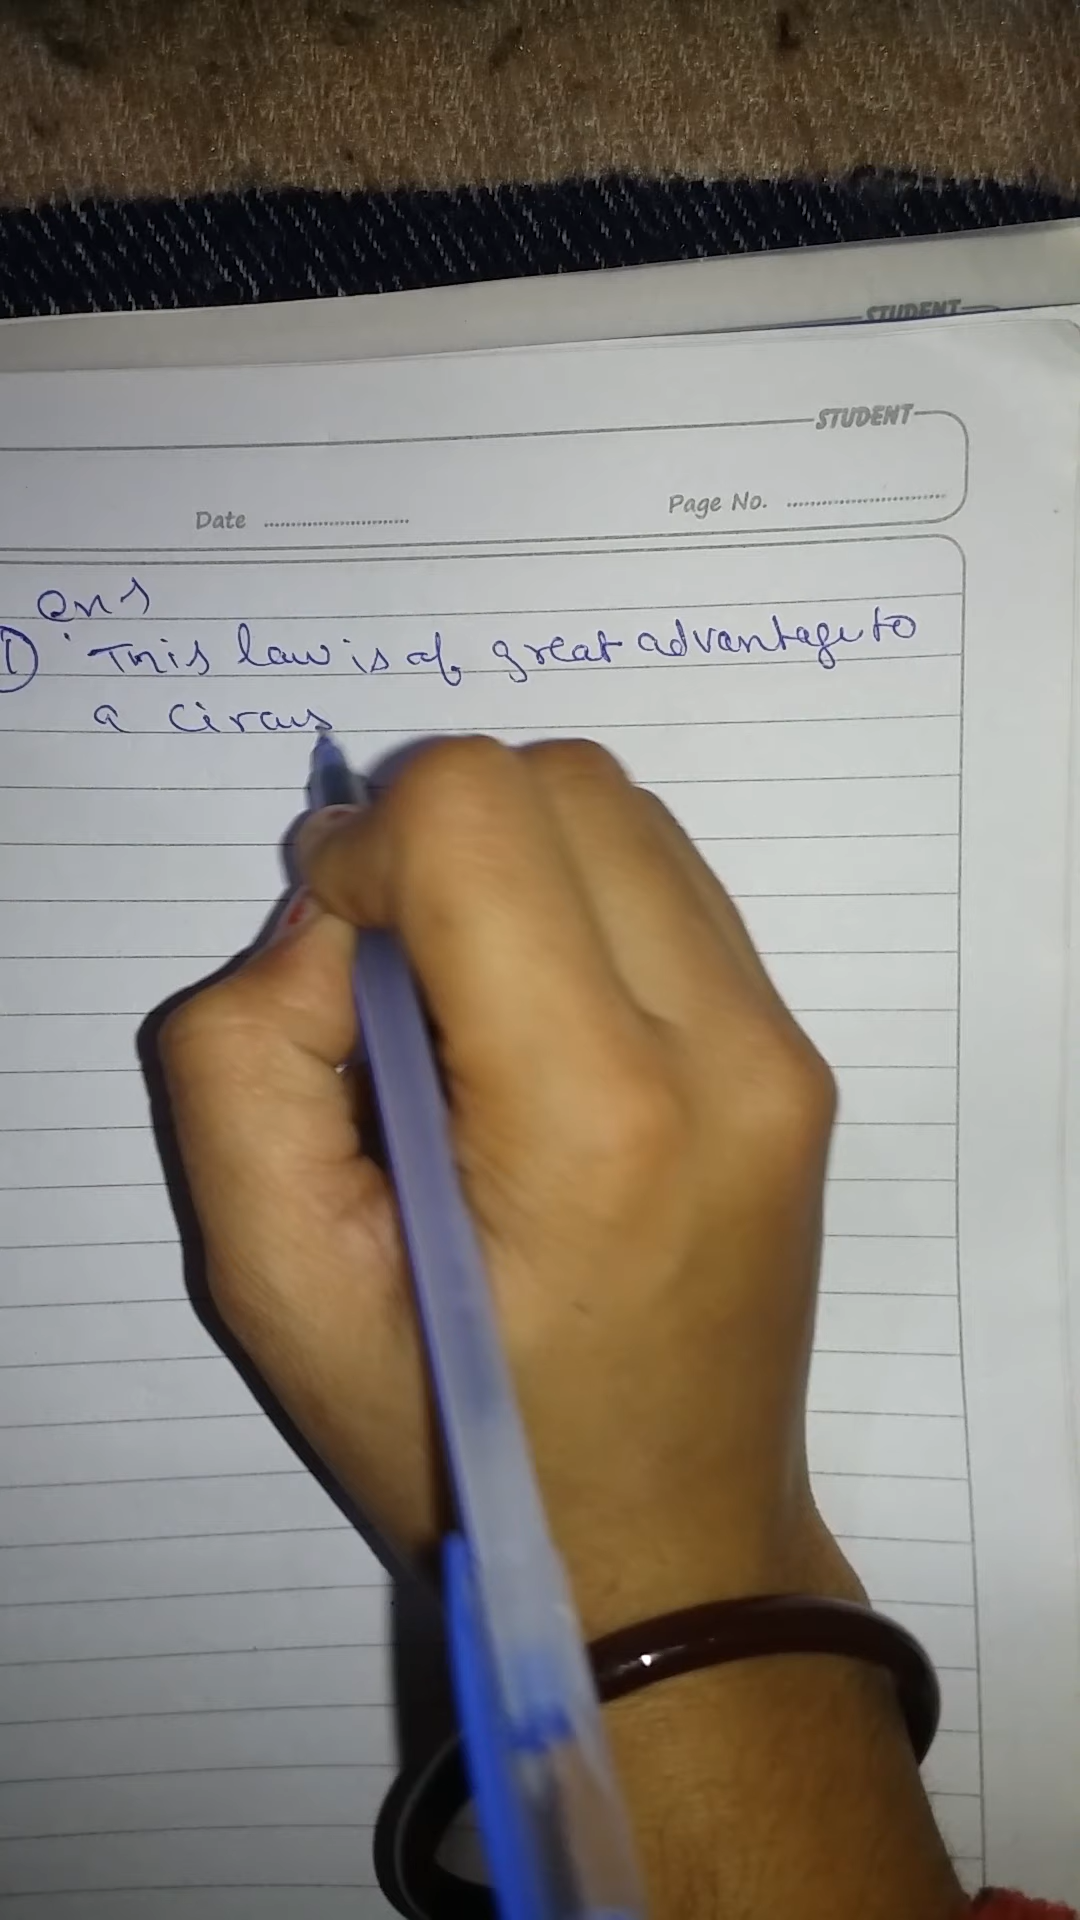 STUDENT
STUDENT
Date
Page No.
Ans
① This law is of great advantage to
a circus